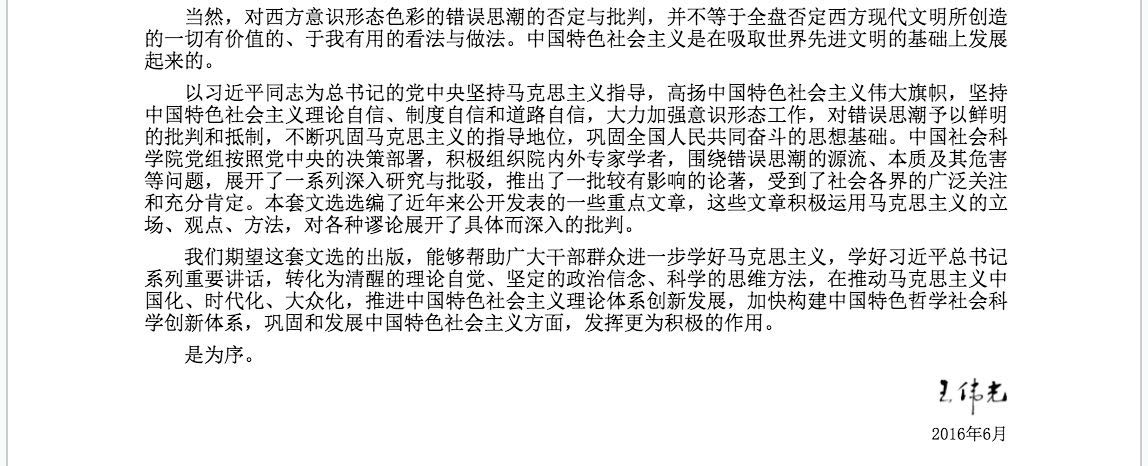 当然，对西方意识形态色彩的错误思潮的否定与批判，并不等于全盘否定西方现代文明所创造
的一切有价值的、于我有用的看法与做法。中国特色社会主义是在吸取世界先进文明的基础上发展
起来的。
以习近平同志为总书记的党中央坚持马克思主义指导，高扬中国特色社会主义伟大旗帜，坚持
中国特色社会主义理论自信、制度自信和道路自信，大力加强意识形态工作，对错误思潮予以鲜明
的批判和抵制，不断巩固马克思主义的指导地位，巩固全国人民共同奋斗的思想基础。中国社会科
学院党组按照党中央的决策部署，积极组织院内外专家学者，围绕错误思潮的源流、本质及其危害
等问题，展开了一系列深入研究与批驳，推出了一批较有影响的论著，受到了社会各界的广泛关注
和充分肯定。本套文选选编了近年来公开发表的一些重点文章，这些文章积极运用马克思主义的立
场、观点、方法，对各种谬论展开了具体而深入的批判。
我们期望这套文选的出版，能够帮助广大干部群众进一步学好马克思主义，学好习近平总书记
系列重要讲话，转化为清醒的理论自觉、坚定的政治信念、科学的思维方法，在推动马克思主义中
国化、时代化、大众化，推进中国特色社会主义理论体系创新发展，加快构建中国特色哲学社会科
学创新体系，巩固和发展中国特色社会主义方面，发挥更为积极的作用。
是为序。
王伟光
2016年6月